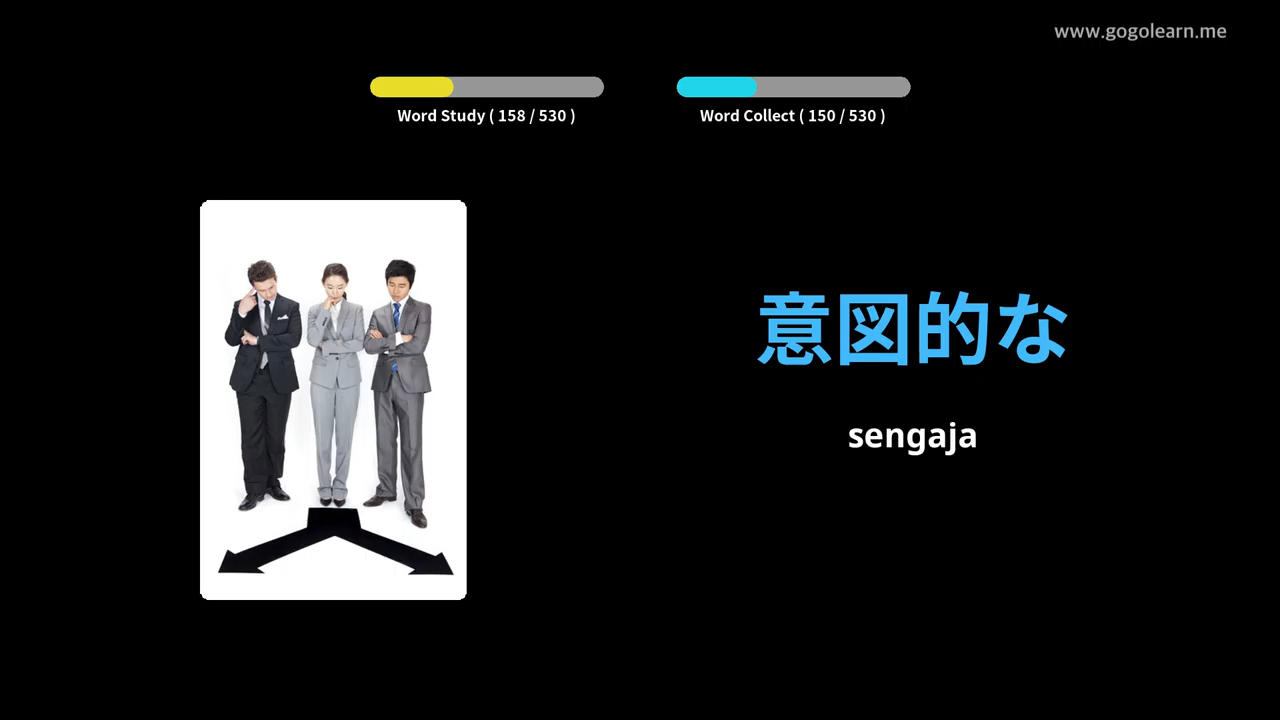 www.gogolearn.me
Word Study ( 158 / 530 )
Word Collect ( 150 / 530 )
意図的な
sengaja